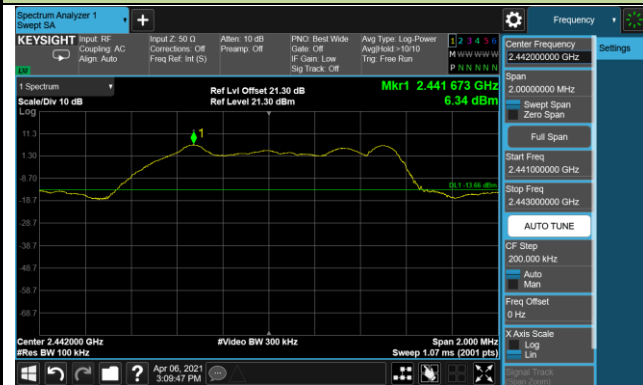 Spectrum Analyzer 1
Swept SA
Frequency
KEYSIGHT
Input: RF
Coupling: AC
Align: Auto
Input Z: 50 Ω
Corrections: Off
Freq Ref: Int (S)
Atten: 10 dB
Preamp: Off
PNO: Best Wide
Gate: Off
IF Gain: Low
Sig Track: Off
Avg Type: Log-Power
Avg|Hold:>10/10
Trig: Free Run
1 2 3 4 5 6
M W W W W W
P N N N N N
LXI
1 Spectrum
Scale/Div 10 dB
Ref Lvl Offset 21.30 dB
Ref Level 21.30 dBm
Mkr1 2.441 673 GHz
6.34 dBm
Log
11.3
1.30
-8.70
-18.7
-28.7
-38.7
-48.7
-58.7
-68.7
1
DL1 -13.66 dBm
Center 2.442000 GHz
#Res BW 100 kHz
#Video BW 300 kHz
Span 2.000 MHz
Sweep 1.07 ms (2001 pts)
Center Frequency
2.442000000 GHz
Span
2.00000000 MHz
Swept Span
Zero Span
Full Span
Start Freq
2.441000000 GHz
Stop Freq
2.443000000 GHz
AUTO TUNE
CF Step
200.000 kHz
Auto
Man
Freq Offset
0 Hz
X Axis Scale
Log
Lin
Signal Track
(Span Zoom)
Settings
?
Apr 06, 2021
3:09:47 PM